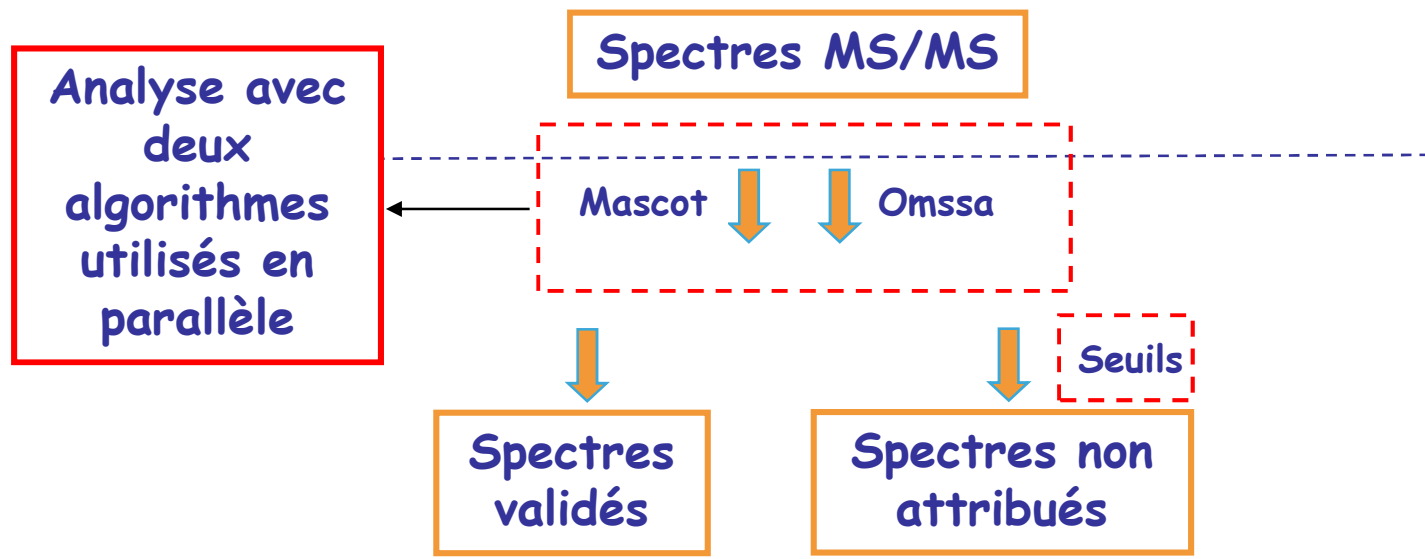 Spectres MS/MS
Analyse avec
deux
algorithmes
utilisés en
parallèle
Mascot
Omssa
Seuils
Spectres
validés
Spectres non
attribués